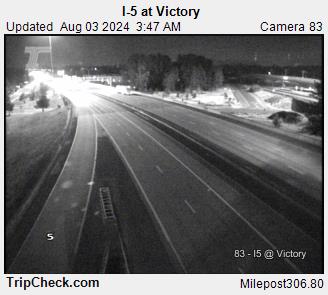 I-5 at Victory
Updated Aug 03 2024 3:47 AM Camera 83
S
83 - I5 @ Victory
TripCheck.com Milepost306.80